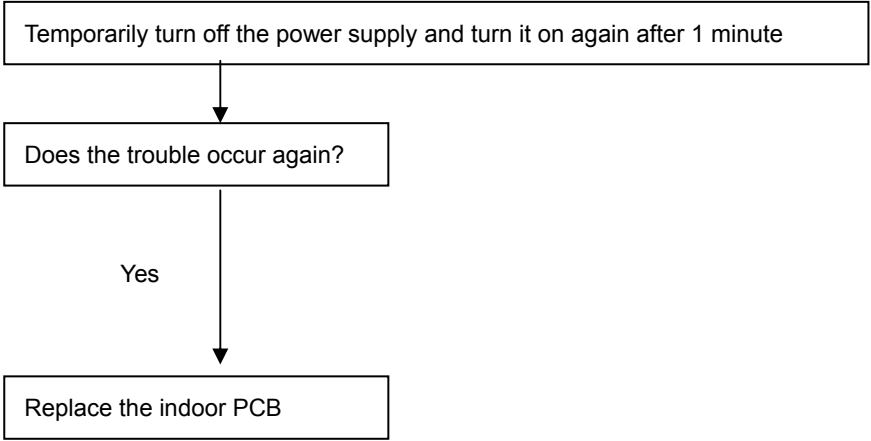 Temporarily turn off the power supply and turn it on again after 1 minute
Does the trouble occur again?
Yes
Replace the indoor PCB